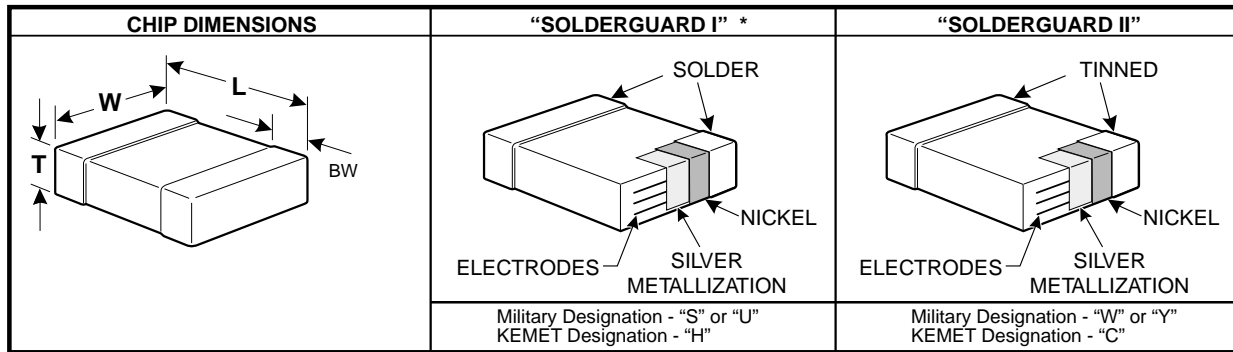 CHIP DIMENSIONS
W
L
T
BW
“SOLDERGUARD I” *
SOLDER
NICKEL
ELECTRODES
SILVER
METALLIZATION
Military Designation - “S” or “U”
KEMET Designation - “H”
“SOLDERGUARD II”
TINNED
NICKEL
ELECTRODES
SILVER
METALLIZATION
Military Designation - “W” or “Y”
KEMET Designation - “C”